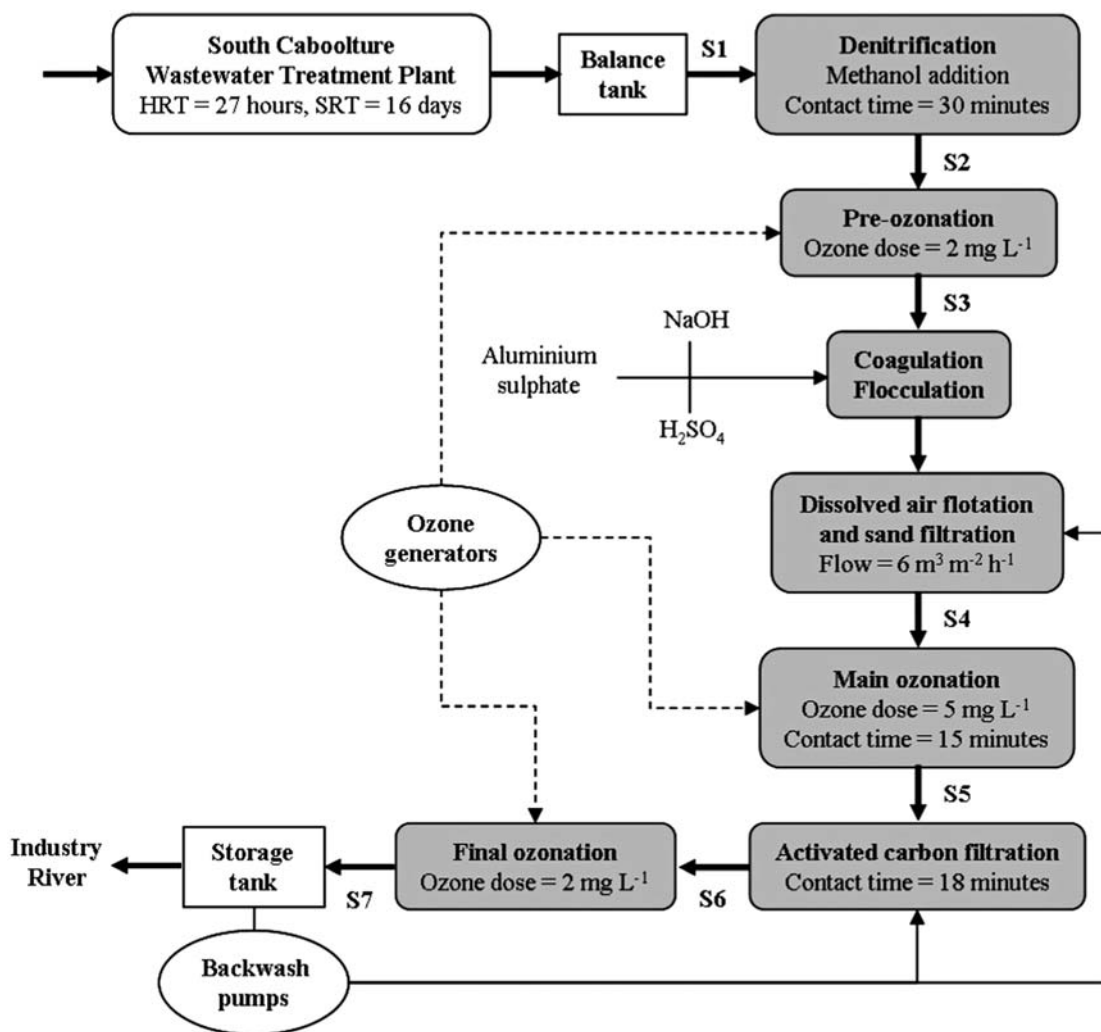 South Caboolture
Wastewater Treatment Plant
HRT = 27 hours, SRT = 16 days
Balance
tank
S1
Denitrification
Methanol addition
Contact time = 30 minutes
S2
Pre-ozonation
Ozone dose = 2 mg L⁻¹
S3
NaOH
Aluminium
sulphate
H₂SO₄
Coagulation
Flocculation
Dissolved air flotation
and sand filtration
Flow = 6 m³ m⁻² h⁻¹
Ozone
generators
S4
Main ozonation
Ozone dose = 5 mg L⁻¹
Contact time = 15 minutes
S5
Activated carbon filtration
Contact time = 18 minutes
S6
Final ozonation
Ozone dose = 2 mg L⁻¹
S7
Storage
tank
Industry
River
Backwash
pumps